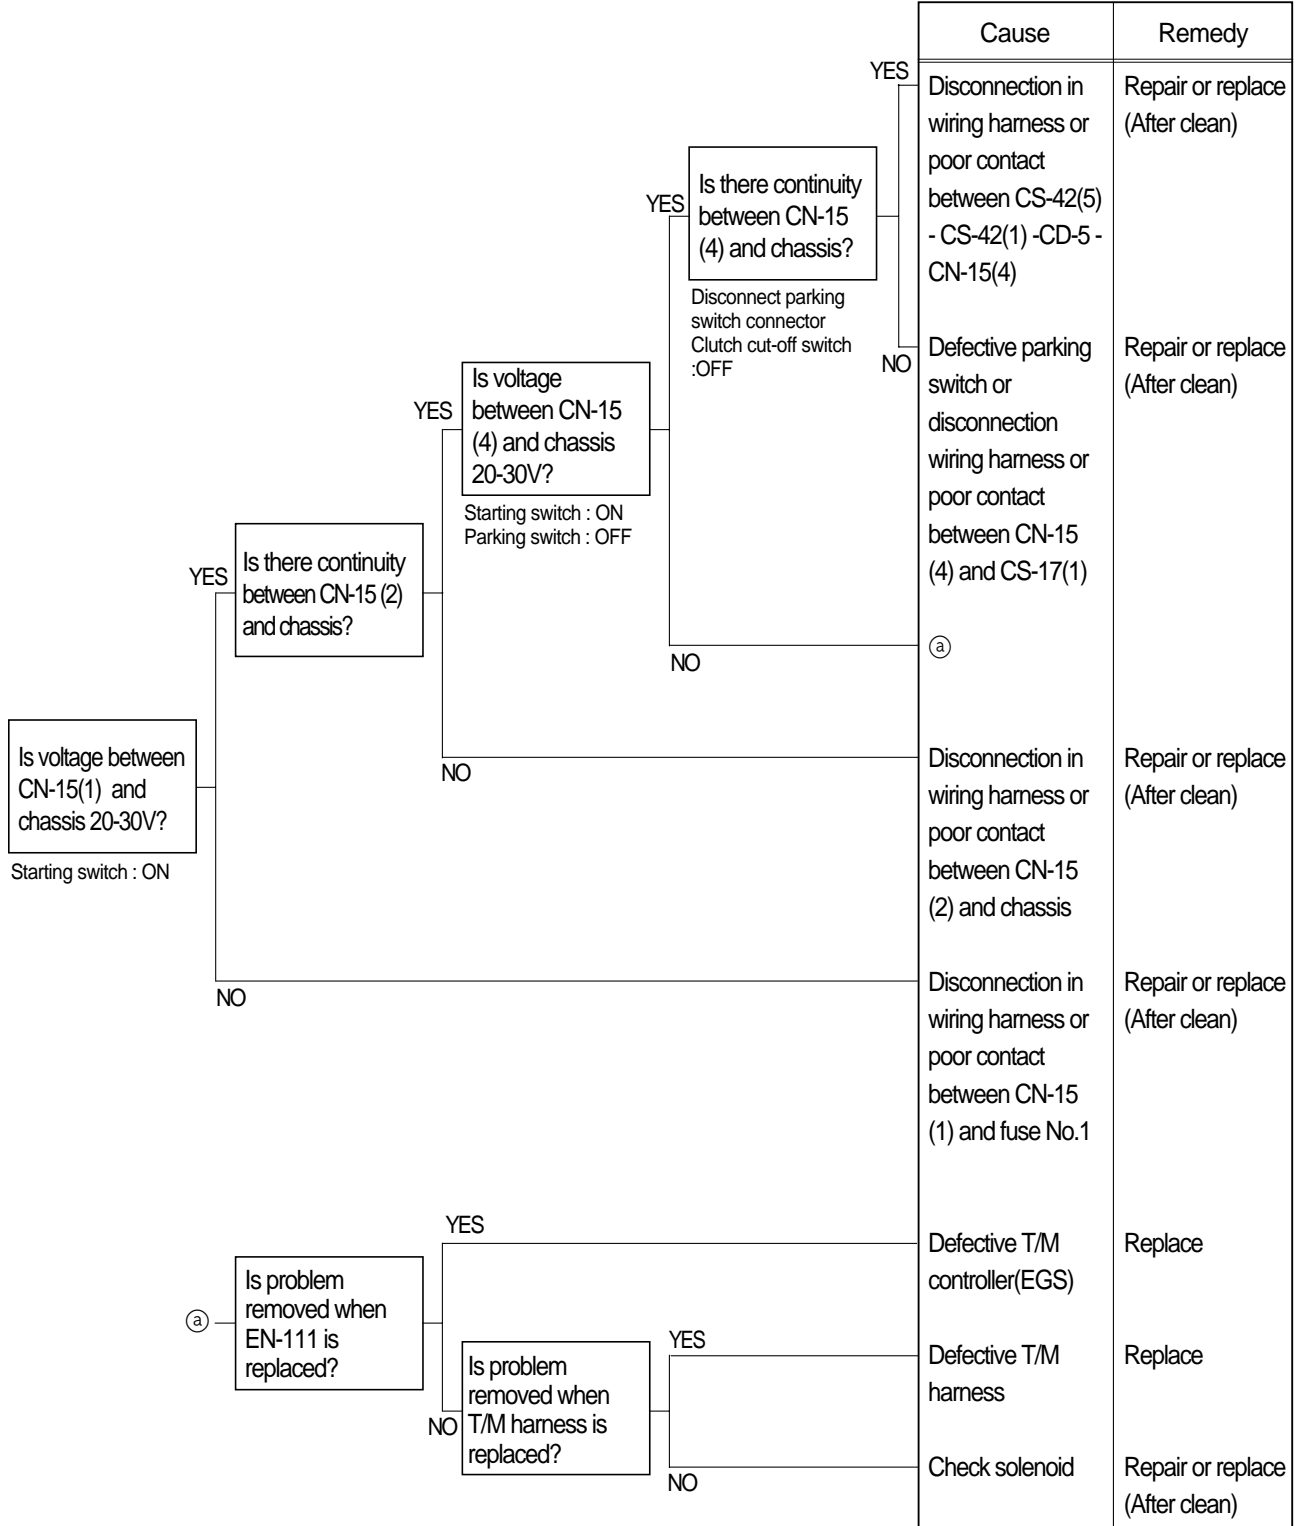 Cause
Remedy
YES
Disconnection in
wiring harness or
poor contact
between CS-42(5)
- CS-42(1) -CD-5 -
CN-15(4)
Repair or replace
(After clean)
YES
Is there continuity
between CN-15
(4) and chassis?
Disconnect parking
switch connector
Clutch cut-off switch
:OFF
NO
Defective parking
switch or
disconnection
wiring harness or
poor contact
between CN-15
(4) and CS-17(1)
Repair or replace
(After clean)
YES
Is voltage
between CN-15
(4) and chassis
20-30V?
Starting switch : ON
Parking switch : OFF
NO
ⓐ
YES
Is there continuity
between CN-15 (2)
and chassis?
NO
Disconnection in
wiring harness or
poor contact
between CN-15
(2) and chassis
Repair or replace
(After clean)
Is voltage between
CN-15(1) and
chassis 20-30V?
Starting switch : ON
NO
Disconnection in
wiring harness or
poor contact
between CN-15
(1) and fuse No.1
Repair or replace
(After clean)
ⓐ
Is problem
removed when
EN-111 is
replaced?
YES
Defective T/M
controller(EGS)
Replace
NO
Is problem
removed when
T/M harness is
replaced?
YES
Defective T/M
harness
Replace
NO
Check solenoid
Repair or replace
(After clean)